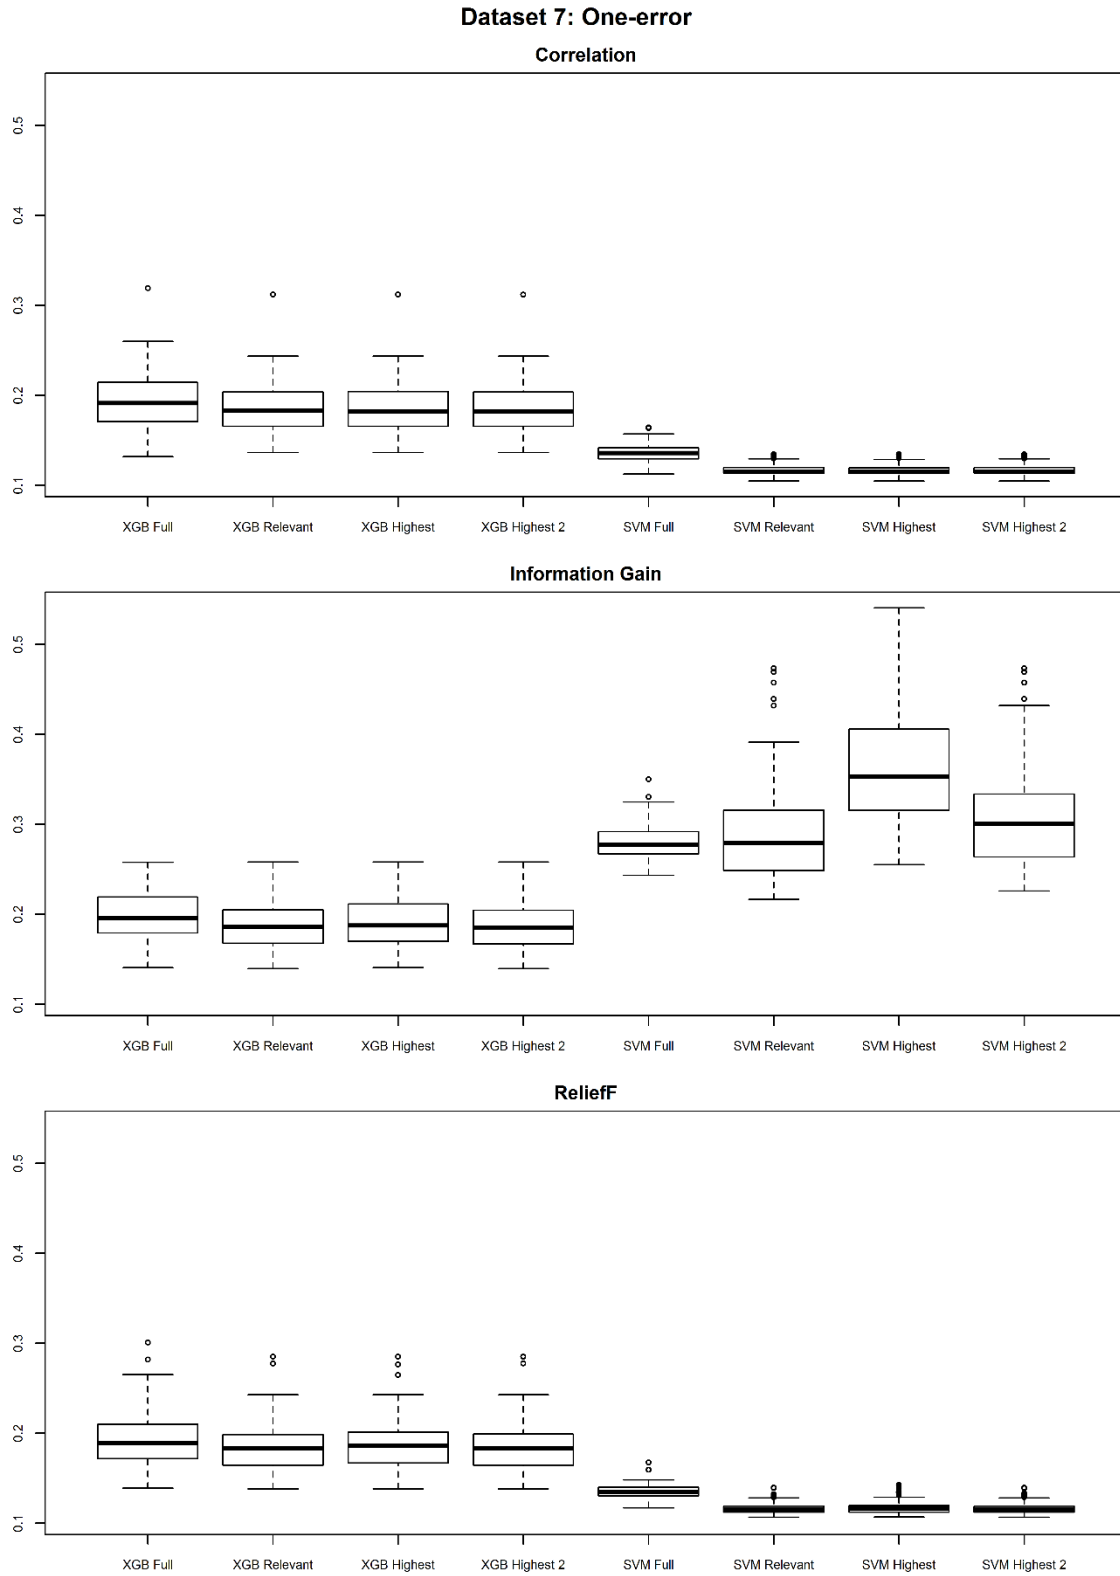 Dataset 7: One-error
Correlation
0.5
0.4
0.3
0.2
0.1
XGB Full XGB Relevant XGB Highest XGB Highest 2 SVM Full SVM Relevant SVM Highest SVM Highest 2
Information Gain
0.5
0.4
0.3
0.2
0.1
XGB Full XGB Relevant XGB Highest XGB Highest 2 SVM Full SVM Relevant SVM Highest SVM Highest 2
ReliefF
0.5
0.4
0.3
0.2
0.1
XGB Full XGB Relevant XGB Highest XGB Highest 2 SVM Full SVM Relevant SVM Highest SVM Highest 2